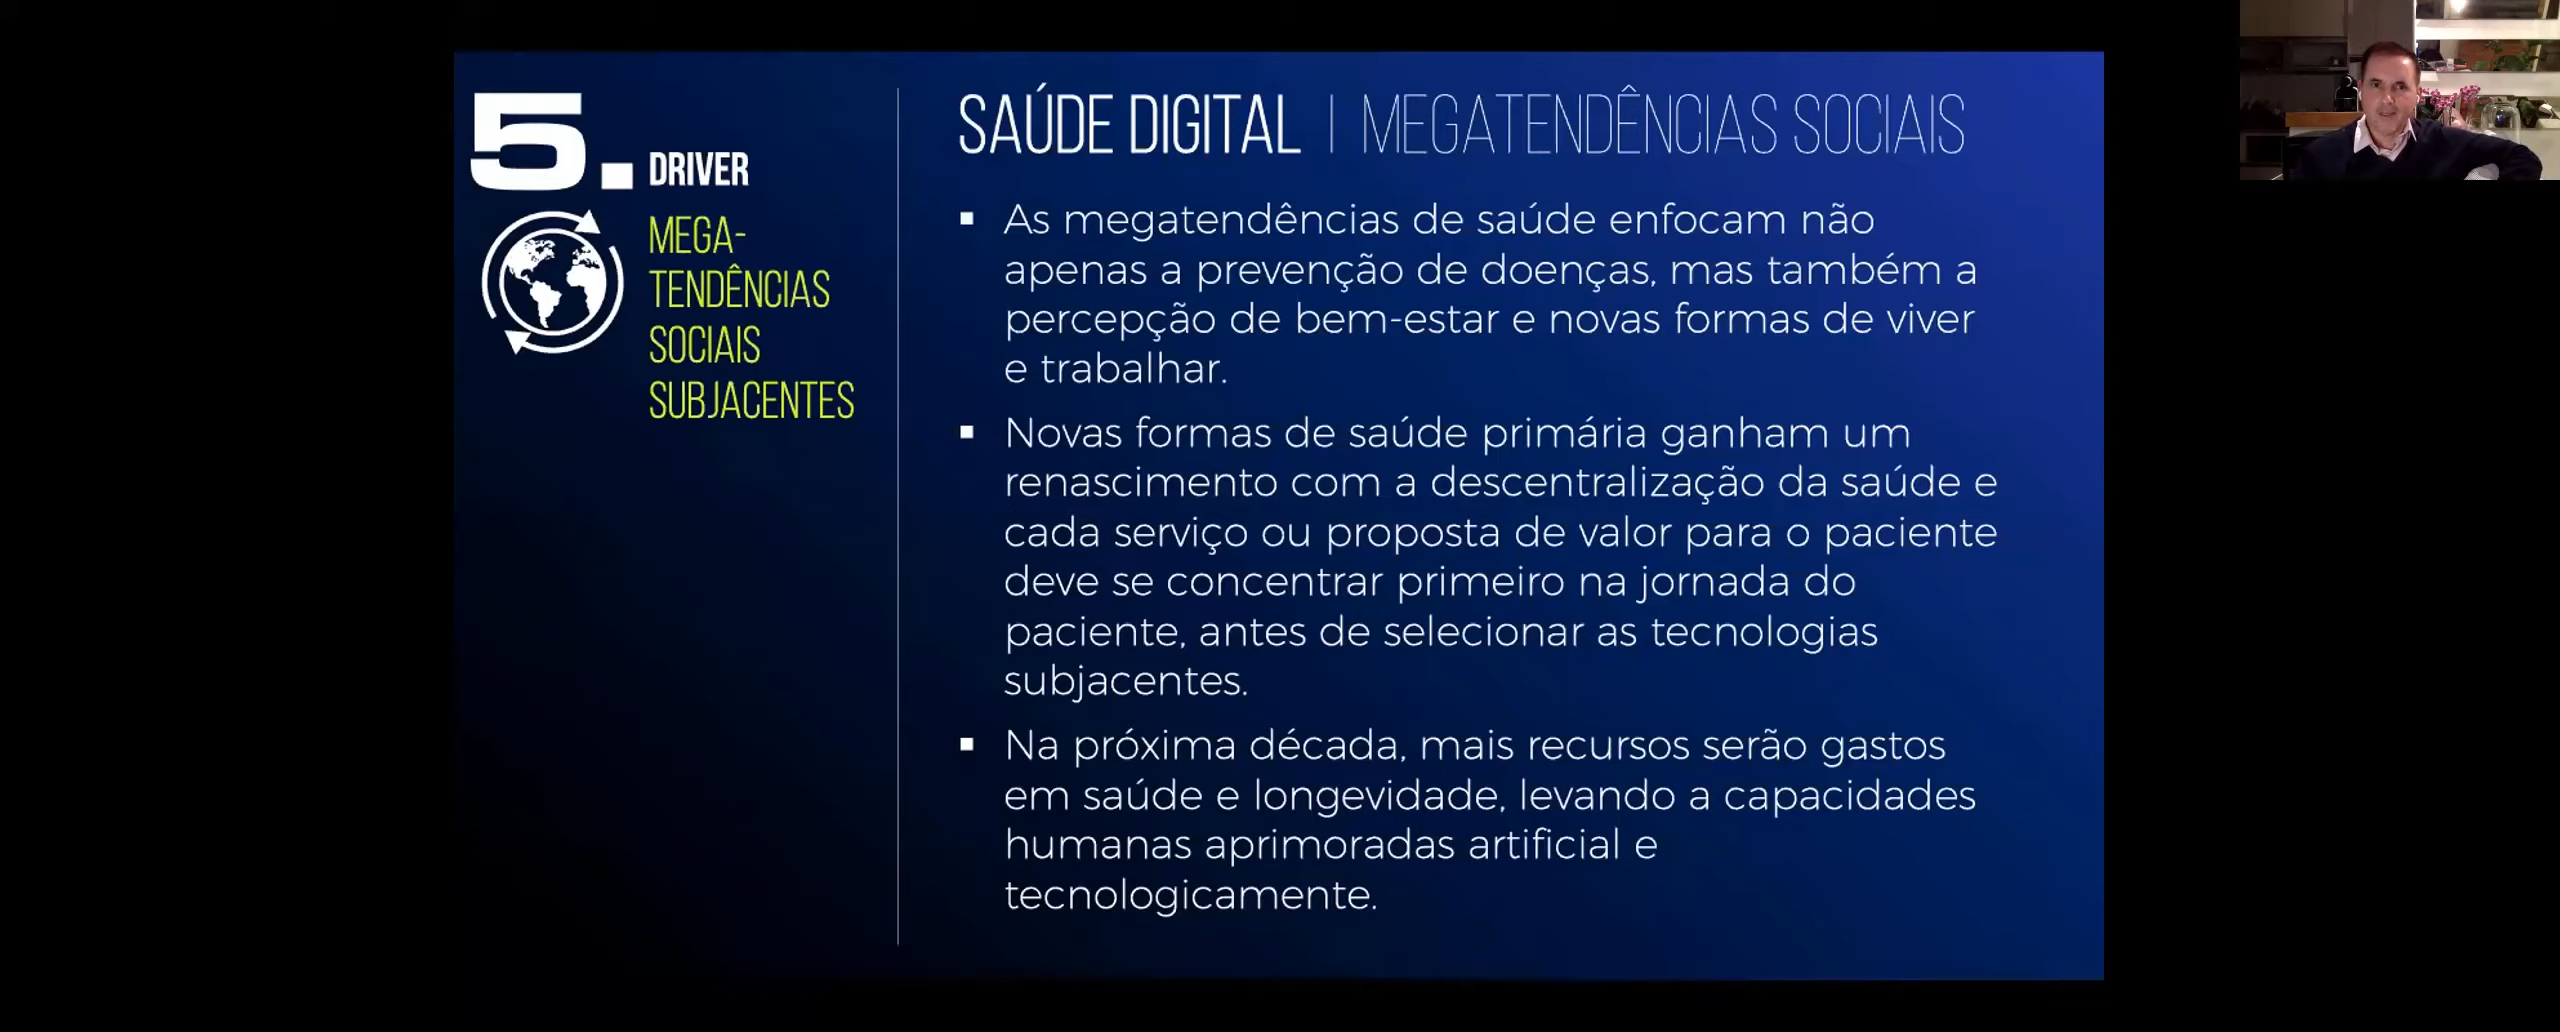 5. DRIVER
MEGA-
TENDÊNCIAS
SOCIAIS
SUBJACENTES
SAÚDE DIGITAL | MEGATENDÊNCIAS SOCIAIS
▪ As megatendências de saúde enfocam não
apenas a prevenção de doenças, mas também a
percepção de bem-estar e novas formas de viver
e trabalhar.
▪ Novas formas de saúde primária ganham um
renascimento com a descentralização da saúde e
cada serviço ou proposta de valor para o paciente
deve se concentrar primeiro na jornada do
paciente, antes de selecionar as tecnologias
subjacentes.
▪ Na próxima década, mais recursos serão gastos
em saúde e longevidade, levando a capacidades
humanas aprimoradas artificial e
tecnologicamente.